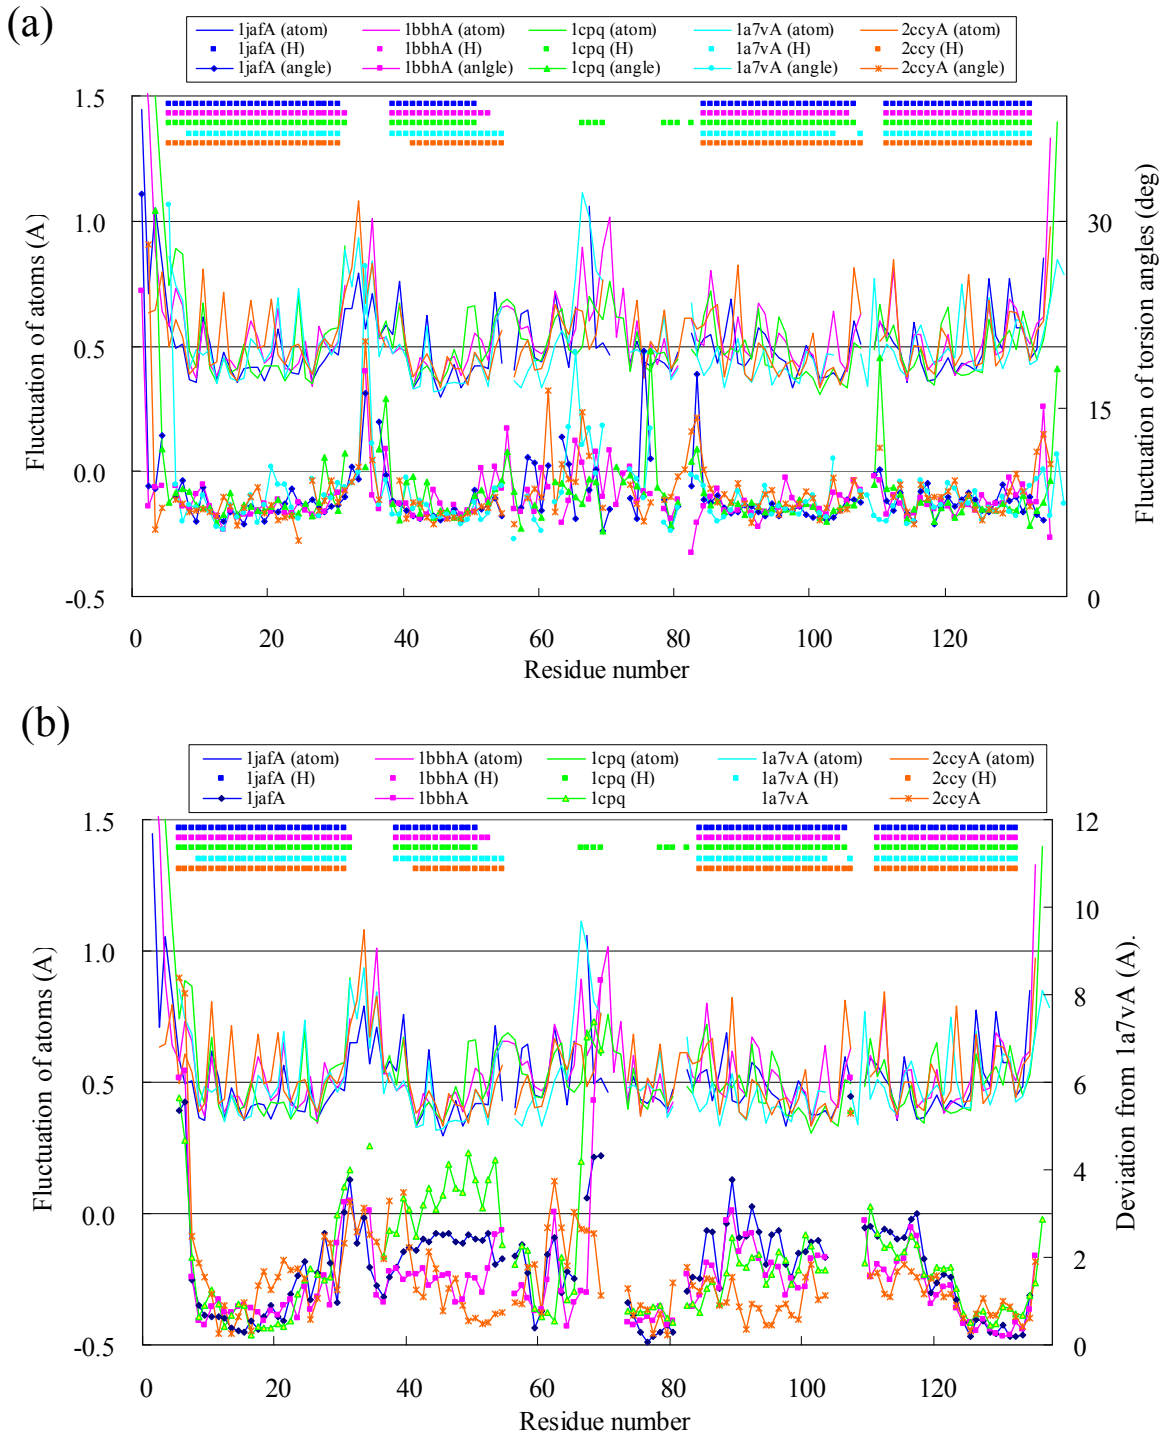 (a)
1jafA (atom) 1bbhA (atom) 1cpq (atom) 1a7vA (atom) 2ccyA (atom)
1jafA (H) 1bbhA (H) 1cpq (H) 1a7vA (H) 2ccy (H)
1jafA (angle) 1bbhA (anlgle) 1cpq (angle) 1a7vA (angle) 2ccyA (angle)
1.5
1.0 30
0.5
15
0.0
-0.5 0
0 20 40 60 80 100 120
Fluctuation of atoms (A)
Fluctuation of torsion angles (deg)
Residue number
(b)
1jafA (atom) 1bbhA (atom) 1cpq (atom) 1a7vA (atom) 2ccyA (atom)
1jafA (H) 1bbhA (H) 1cpq (H) 1a7vA (H) 2ccy (H)
1jafA 1bbhA 1cpq 1a7vA 2ccyA
1.5 12
10
1.0
8
0.5 6
4
0.0
2
-0.5 0
0 20 40 60 80 100 120
Fluctuation of atoms (A)
Deviation from 1a7vA (A).
Residue number